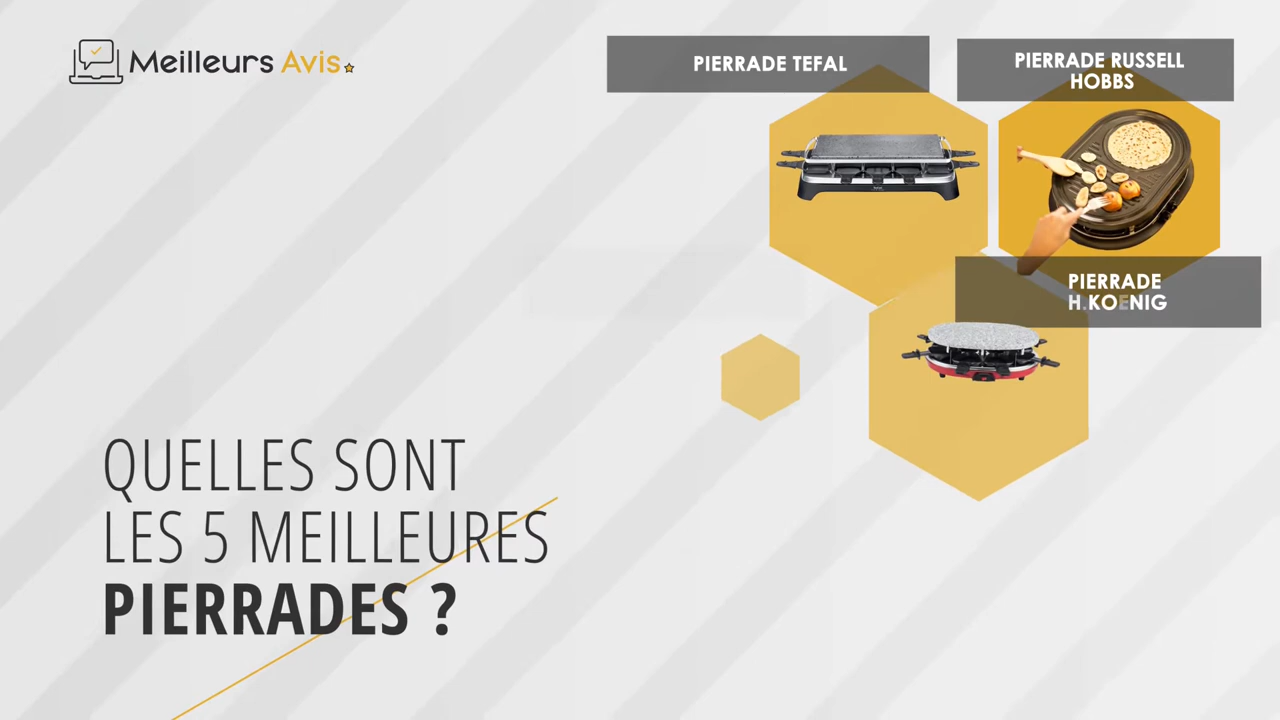 Meilleurs Avis
PIERRADE TEFAL
PIERRADE RUSSELL
HOBBS
PIERRADE
H.KOENIG
QUELLES SONT
LES 5 MEILLEURES
PIERRADES ?